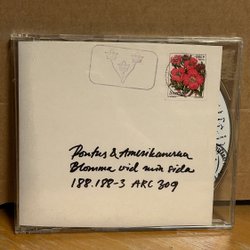 Pontus & Amerikanerna
Blomma vid min sida
188.188-3 ARC 309